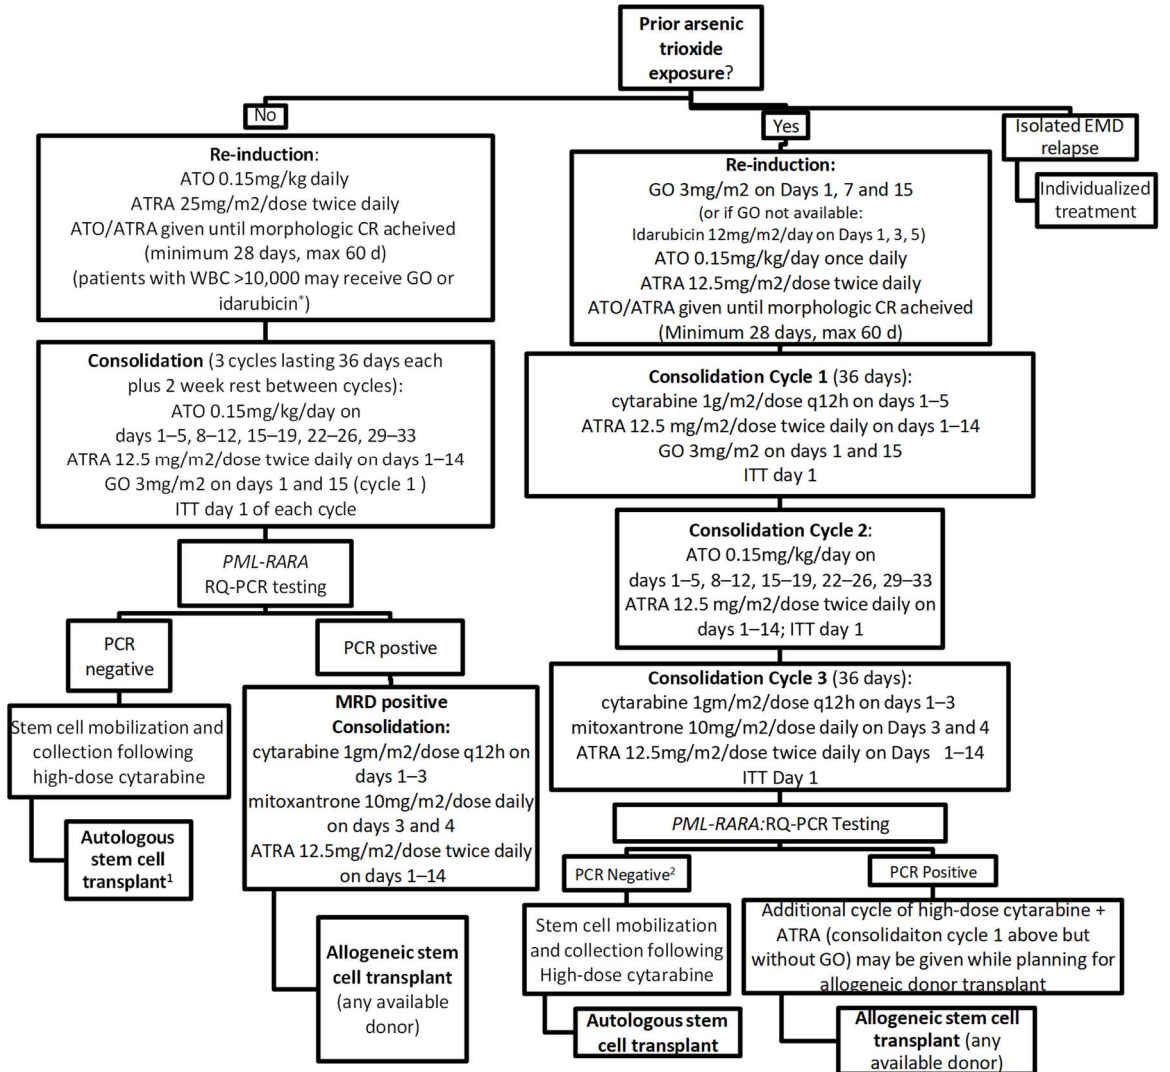 Prior arsenic
trioxide
exposure?
No
Yes
Isolated EMD
relapse
Individualized
treatment
Re-induction:
ATO 0.15mg/kg daily
ATRA 25mg/m2/dose twice daily
ATO/ATRA given until morphologic CR acheived
(minimum 28 days, max 60 d)
(patients with WBC >10,000 may receive GO or
idarubicin*)
Consolidation (3 cycles lasting 36 days each
plus 2 week rest between cycles):
ATO 0.15mg/kg/day on
days 1–5, 8–12, 15–19, 22–26, 29–33
ATRA 12.5 mg/m2/dose twice daily on days 1–14
GO 3mg/m2 on days 1 and 15 (cycle 1 )
ITT day 1 of each cycle
PML-RARA
RQ-PCR testing
PCR
negative
PCR postive
Stem cell mobilization and
collection following
high-dose cytarabine
Autologous
stem cell
transplant1
MRD positive
Consolidation:
cytarabine 1gm/m2/dose q12h on
days 1–3
mitoxantrone 10mg/m2/dose daily
on days 3 and 4
ATRA 12.5mg/m2/dose twice daily
on days 1–14
Allogeneic stem
cell transplant
(any available
donor)
Re-induction:
GO 3mg/m2 on Days 1, 7 and 15
(or if GO not available:
Idarubicin 12mg/m2/day on Days 1, 3, 5)
ATO 0.15mg/kg/day once daily
ATRA 12.5mg/m2/dose twice daily
ATO/ATRA given until morphologic CR acheived
(Minimum 28 days, max 60 d)
Consolidation Cycle 1 (36 days):
cytarabine 1g/m2/dose q12h on days 1–5
ATRA 12.5 mg/m2/dose twice daily on days 1–14
GO 3mg/m2 on days 1 and 15
ITT day 1
Consolidation Cycle 2:
ATO 0.15mg/kg/day on
days 1–5, 8–12, 15–19, 22–26, 29–33
ATRA 12.5 mg/m2/dose twice daily on
days 1–14; ITT day 1
Consolidation Cycle 3 (36 days):
cytarabine 1gm/m2/dose q12h on days 1–3
mitoxantrone 10mg/m2/dose daily on Days 3 and 4
ATRA 12.5mg/m2/dose twice daily on Days 1–14
ITT Day 1
PML-RARA:RQ-PCR Testing
PCR Negative2
PCR Positive
Stem cell mobilization
and collection following
High-dose cytarabine
Autologous stem
cell transplant
Additional cycle of high-dose cytarabine +
ATRA (consolidaiton cycle 1 above but
without GO) may be given while planning for
allogeneic donor transplant
Allogeneic stem cell
transplant (any
available donor)